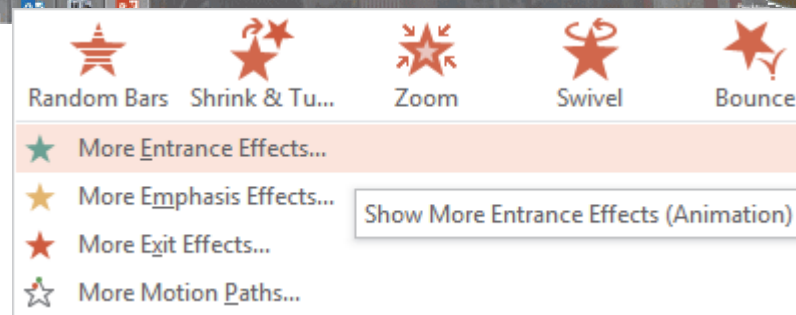 Random Bars Shrink & Tu... Zoom Swivel Bounce
More Entrance Effects...
More Emphasis Effects...
Show More Entrance Effects (Animation)
More Exit Effects...
More Motion Paths...